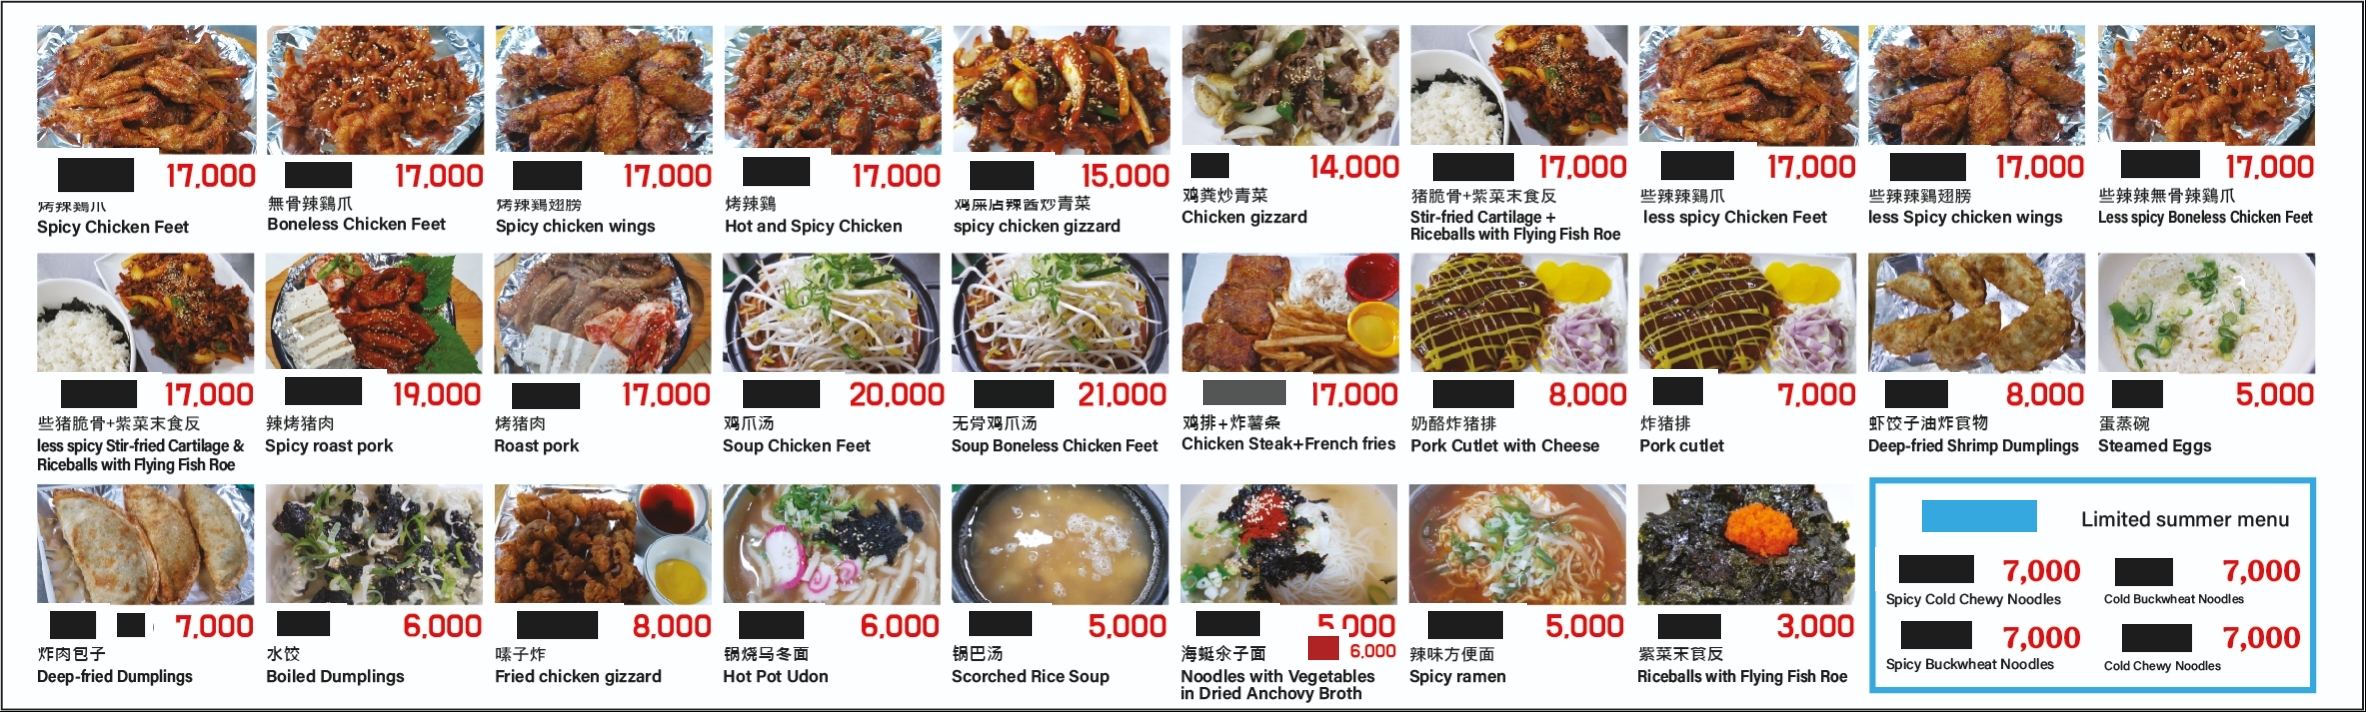 17,000
烤辣鷄爪
Spicy Chicken Feet
17,000
無骨辣鷄爪
Boneless Chicken Feet
17,000
烤辣鷄翅膀
Spicy chicken wings
17,000
烤辣鷄
Hot and Spicy Chicken
15,000
鸡屎店辣酱炒青菜
spicy chicken gizzard
14,000
鸡粪炒青菜
Chicken gizzard
17,000
猪脆骨+紫菜末食反
Stir-fried Cartilage +
Riceballs with Flying Fish Roe
17,000
些辣辣鷄爪
less spicy Chicken Feet
17,000
些辣辣鷄翅膀
less Spicy chicken wings
17,000
些辣辣無骨辣鷄爪
Less spicy Boneless Chicken Feet
17,000
些猪脆骨+紫菜末食反
less spicy Stir-fried Cartilage &
Riceballs with Flying Fish Roe
19,000
辣烤猪肉
Spicy roast pork
17,000
烤猪肉
Roast pork
20,000
鸡爪汤
Soup Chicken Feet
21,000
无骨鸡爪汤
Soup Boneless Chicken Feet
17,000
鸡排+炸薯条
Chicken Steak+French fries
8,000
奶酪炸猪排
Pork Cutlet with Cheese
7,000
炸猪排
Pork cutlet
8,000
虾饺子油炸食物
Deep-fried Shrimp Dumplings
5,000
蛋蒸碗
Steamed Eggs
7,000
炸肉包子
Deep-fried Dumplings
6,000
水饺
Boiled Dumplings
8,000
嗉子炸
Fried chicken gizzard
6,000
锅烧乌冬面
Hot Pot Udon
5,000
锅巴汤
Scorched Rice Soup
5,000
6,000
海蜓汆子面
Noodles with Vegetables
in Dried Anchovy Broth
5,000
辣味方便面
Spicy ramen
3,000
紫菜末食反
Riceballs with Flying Fish Roe
Limited summer menu
7,000
Spicy Cold Chewy Noodles
7,000
Cold Buckwheat Noodles
7,000
Spicy Buckwheat Noodles
7,000
Cold Chewy Noodles